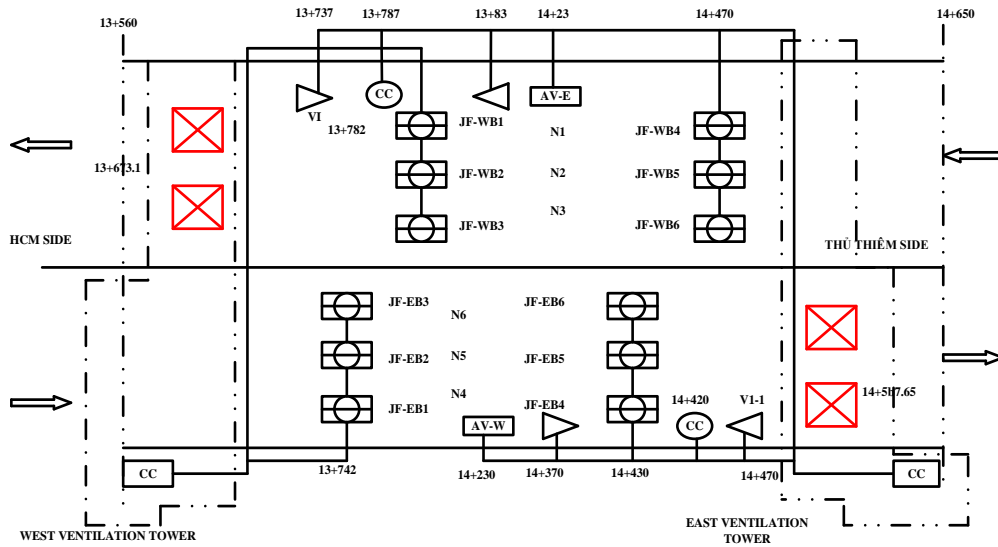 13+560
13+737
13+787
13+83
14+23
14+470
14+650
CC
AV-E
VI
13+782
JF-WB1
N1
JF-WB4
13+673.1
JF-WB2
N2
JF-WB5
N3
JF-WB3
JF-WB6
HCM SIDE
THỦ THIÊM SIDE
JF-EB3
N6
JF-EB6
JF-EB2
N5
JF-EB5
N4
JF-EB1
JF-EB4
14+420
V1-1
AV-W
CC
CC
13+742
14+230
14+370
14+430
14+470
CC
WEST VENTILATION TOWER
EAST VENTILATION
TOWER